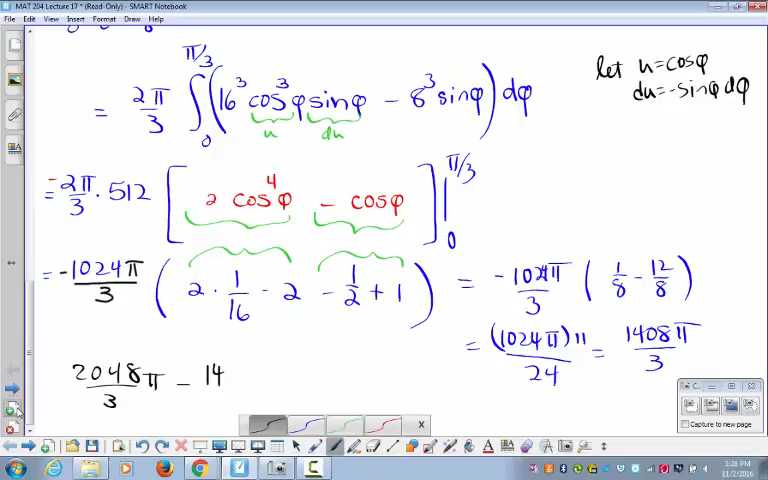 MAT 204 Lecture 17 * (Read-Only) - SMART Notebook
File Edit View Insert Format Draw Help
= 2π/3 ∫₀^{π/3} (16³ cos³φ sinφ - 8³ sinφ) dφ
u du
let u = cosφ
du = -sinφ dφ
= -2π/3 · 512 [ 2 cos⁴φ - cosφ ] |₀^{π/3}
= -1024π/3 ( 2 · 1/16 - 2 - 1/2 + 1 ) = -1024π/3 ( 1/8 - 12/8 )
= (1024π) 11/24 = 1408π/3
2048/3 π - 14
Capture to new page
3:26 PM
11/2/2016